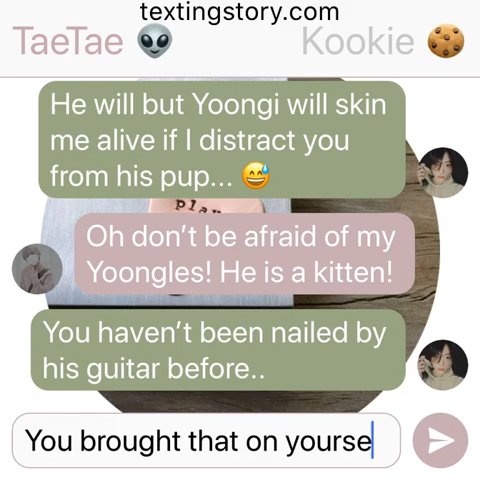 textingstory.com
TaeTae 👽 Kookie 🍪
He will but Yoongi will skin
me alive if I distract you
from his pup... 😅
play
Oh don't be afraid of my
Yoongles! He is a kitten!
You haven't been nailed by
his guitar before..
You brought that on yourse